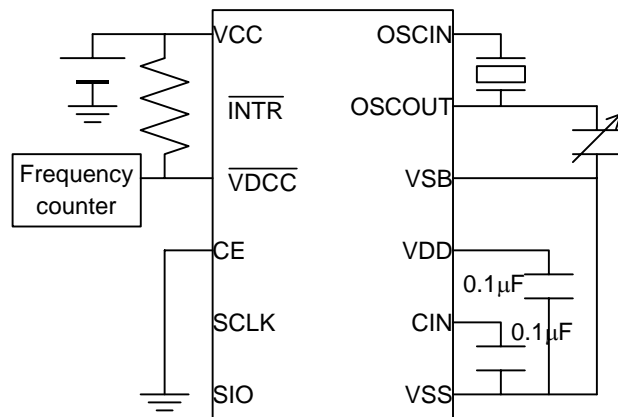 VCC
OSCIN
INTR
OSCOUT
Frequency
counter
VDCC
VSB
CE
VDD
0.1μF
SCLK
CIN
0.1μF
SIO
VSS